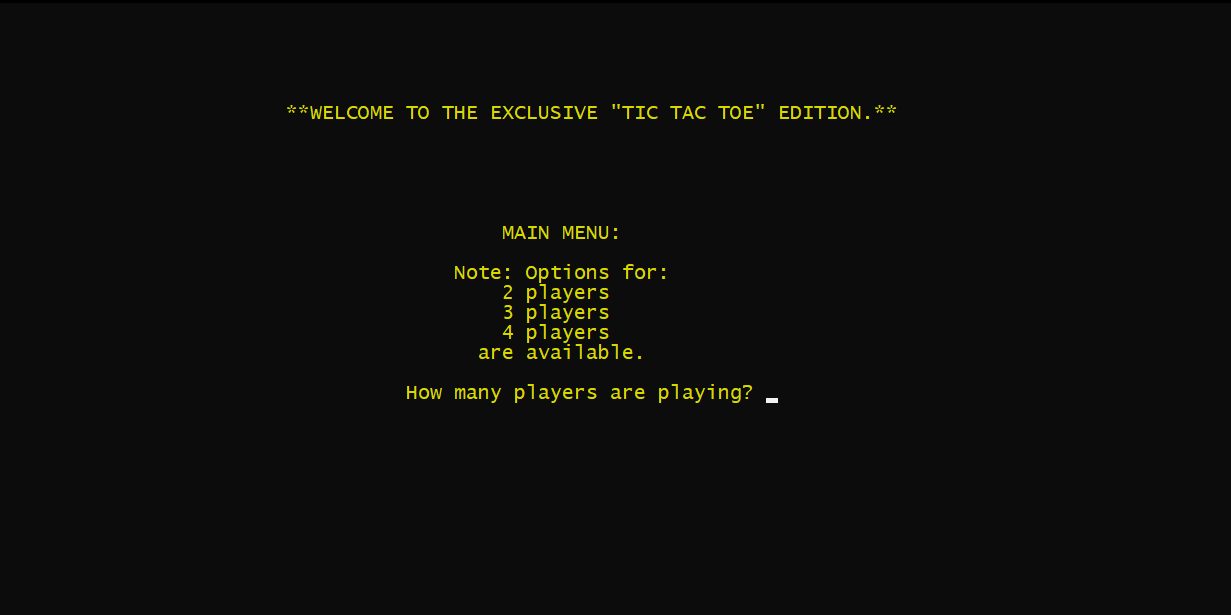 **WELCOME TO THE EXCLUSIVE "TIC TAC TOE" EDITION.**
MAIN MENU:
Note: Options for:
2 players
3 players
4 players
are available.
How many players are playing?